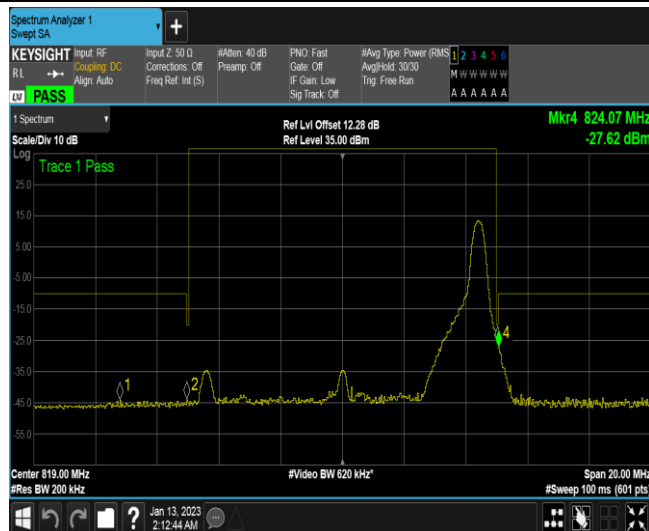 Spectrum Analyzer 1
Swept SA
KEYSIGHT
RL
LXI PASS
Input: RF
Coupling: DC
Align: Auto
Input Z: 50 Ω
Corrections: Off
Freq Ref: Int (S)
#Atten: 40 dB
Preamp: Off
PNO: Fast
Gate: Off
IF Gain: Low
Sig Track: Off
#Avg Type: Power (RMS
Avg|Hold: 30/30
Trig: Free Run
1 2 3 4 5 6
M W W W W W
A A A A A A
1 Spectrum
Scale/Div 10 dB
Ref Lvl Offset 12.28 dB
Ref Level 35.00 dBm
Mkr4 824.07 MHz
-27.62 dBm
Log
Trace 1 Pass
25.0
15.0
5.00
-5.00
-15.0
-25.0
-35.0
-45.0
-55.0
1
2
4
Center 819.00 MHz
#Res BW 200 kHz
#Video BW 620 kHz*
Span 20.00 MHz
#Sweep 100 ms (601 pts)
?
Jan 13, 2023
2:12:44 AM